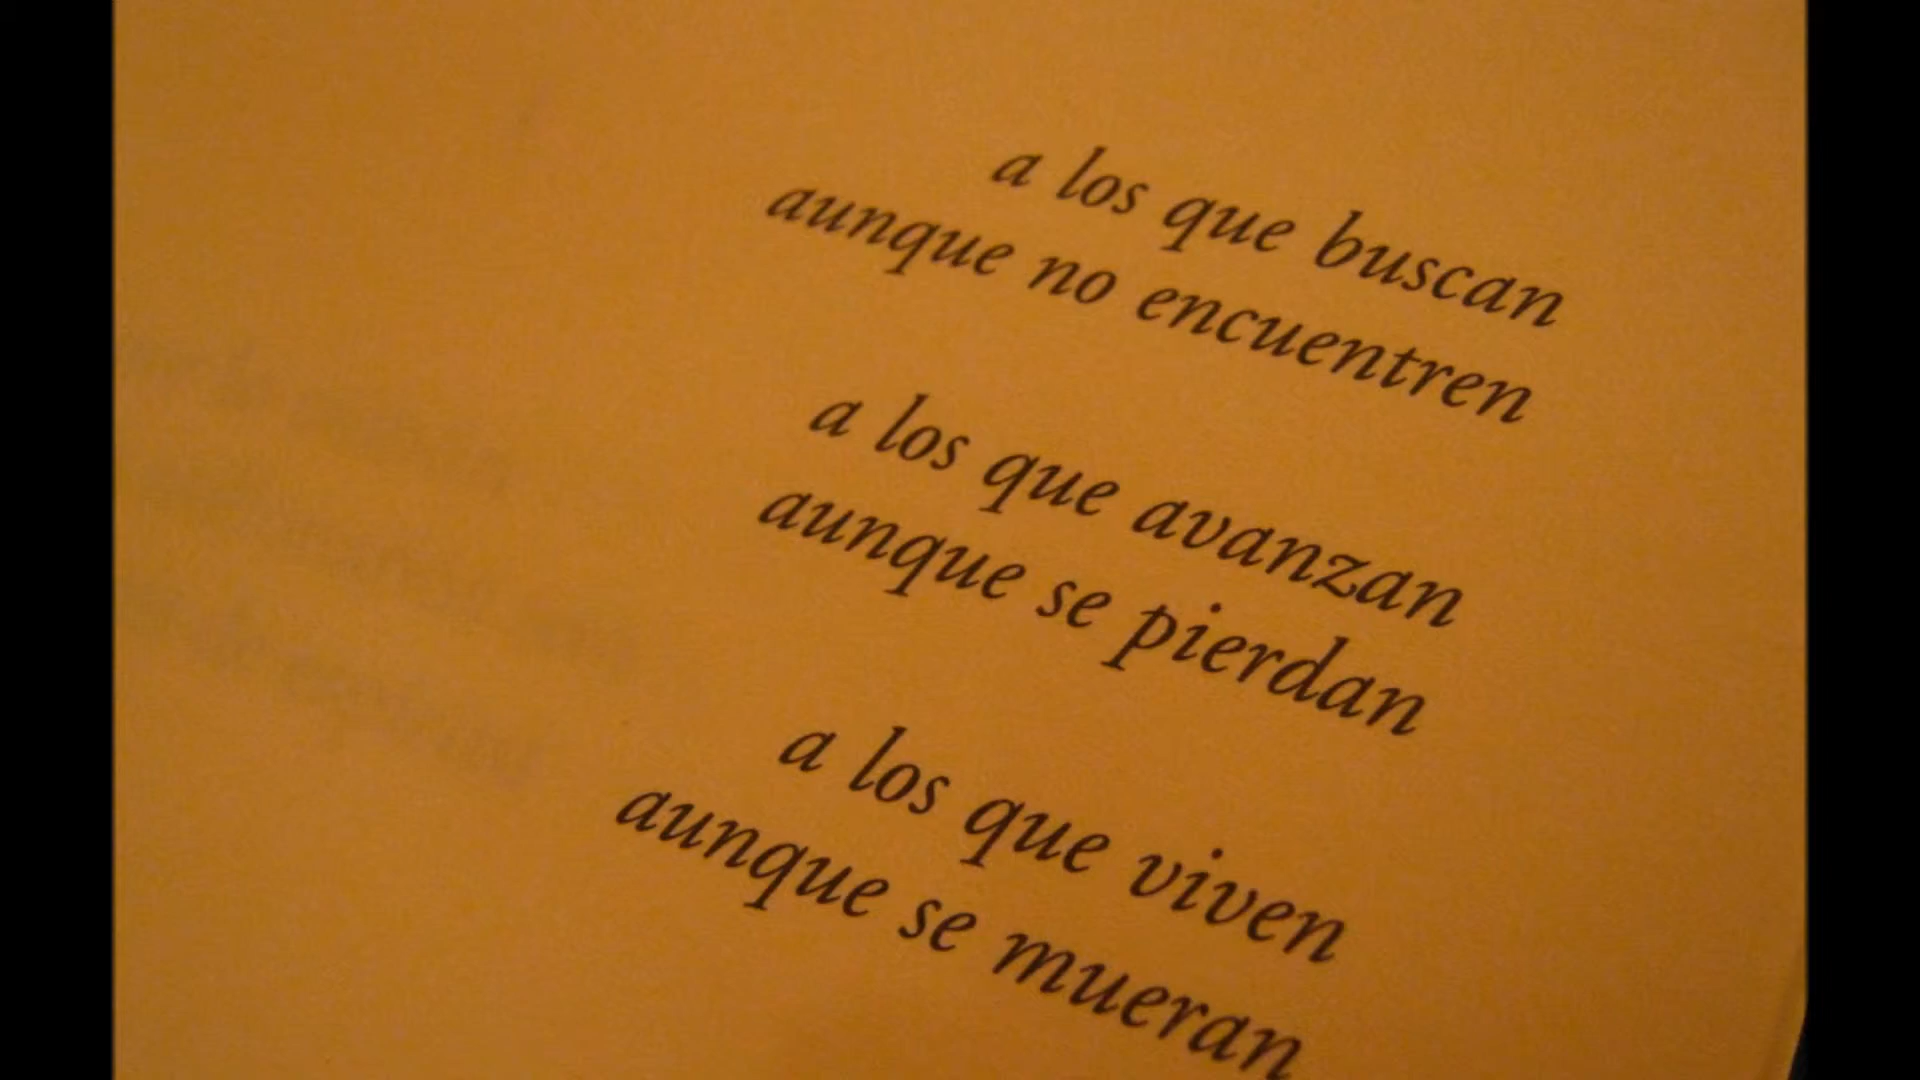 a los que buscan
aunque no encuentren
a los que avanzan
aunque se pierdan
a los que viven
aunque se mueran